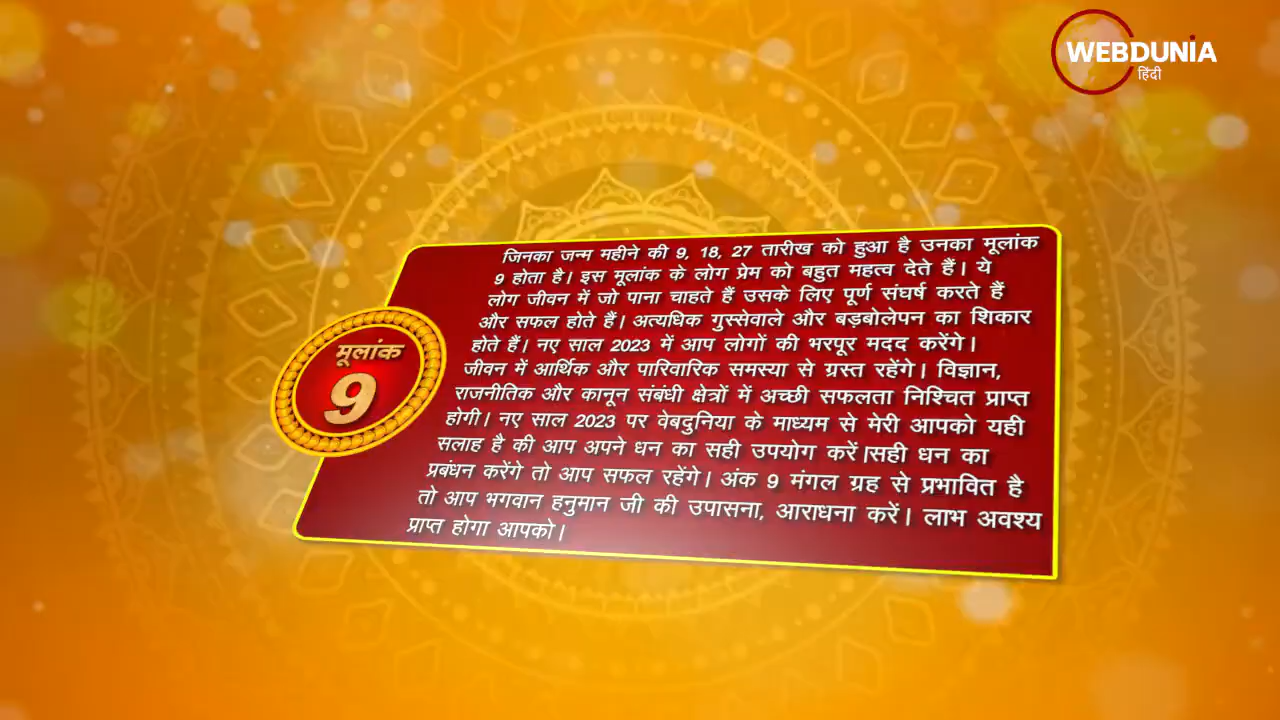 WEBDUNIA
हिंदी
जिनका जन्म महीने की 9, 18, 27 तारीख को हुआ है उनका मूलांक
9 होता है। इस मूलांक के लोग प्रेम को बहुत महत्व देते हैं। ये
लोग जीवन में जो पाना चाहते हैं उसके लिए पूर्ण संघर्ष करते हैं
और सफल होते हैं। अत्यधिक गुस्सेवाले और बड़बोलेपन का शिकार
होते हैं। नए साल 2023 में आप लोगों की भरपूर मदद करेंगे।
जीवन में आर्थिक और पारिवारिक समस्या से ग्रस्त रहेंगे। विज्ञान,
राजनीतिक और कानून संबंधी क्षेत्रों में अच्छी सफलता निश्चित प्राप्त
होगी। नए साल 2023 पर वेबदुनिया के माध्यम से मेरी आपको यही
सलाह है की आप अपने धन का सही उपयोग करें।सही धन का
प्रबंधन करेंगे तो आप सफल रहेंगे। अंक 9 मंगल ग्रह से प्रभावित है
तो आप भगवान हनुमान जी की उपासना, आराधना करें। लाभ अवश्य
प्राप्त होगा आपको।
मूलांक
9